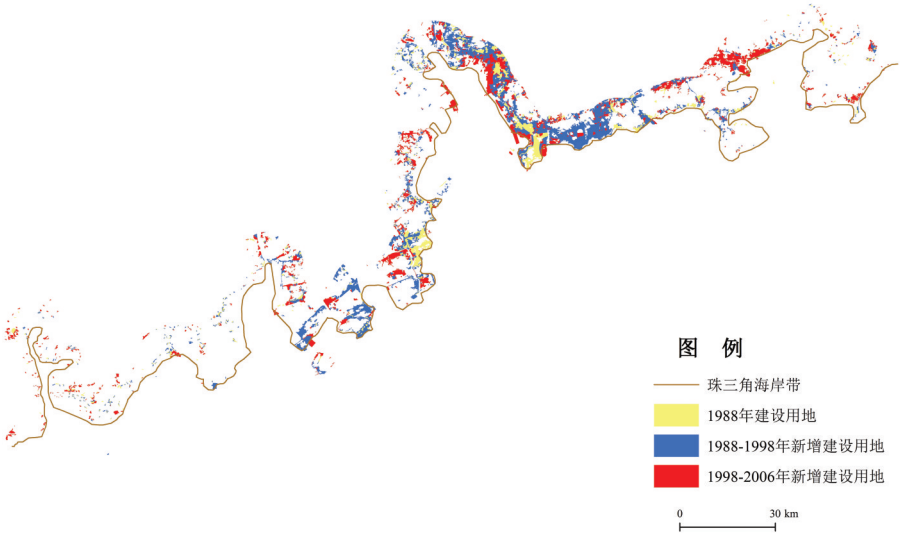 图 例
珠三角海岸带
1988年建设用地
1988-1998年新增建设用地
1998-2006年新增建设用地
0 30 km